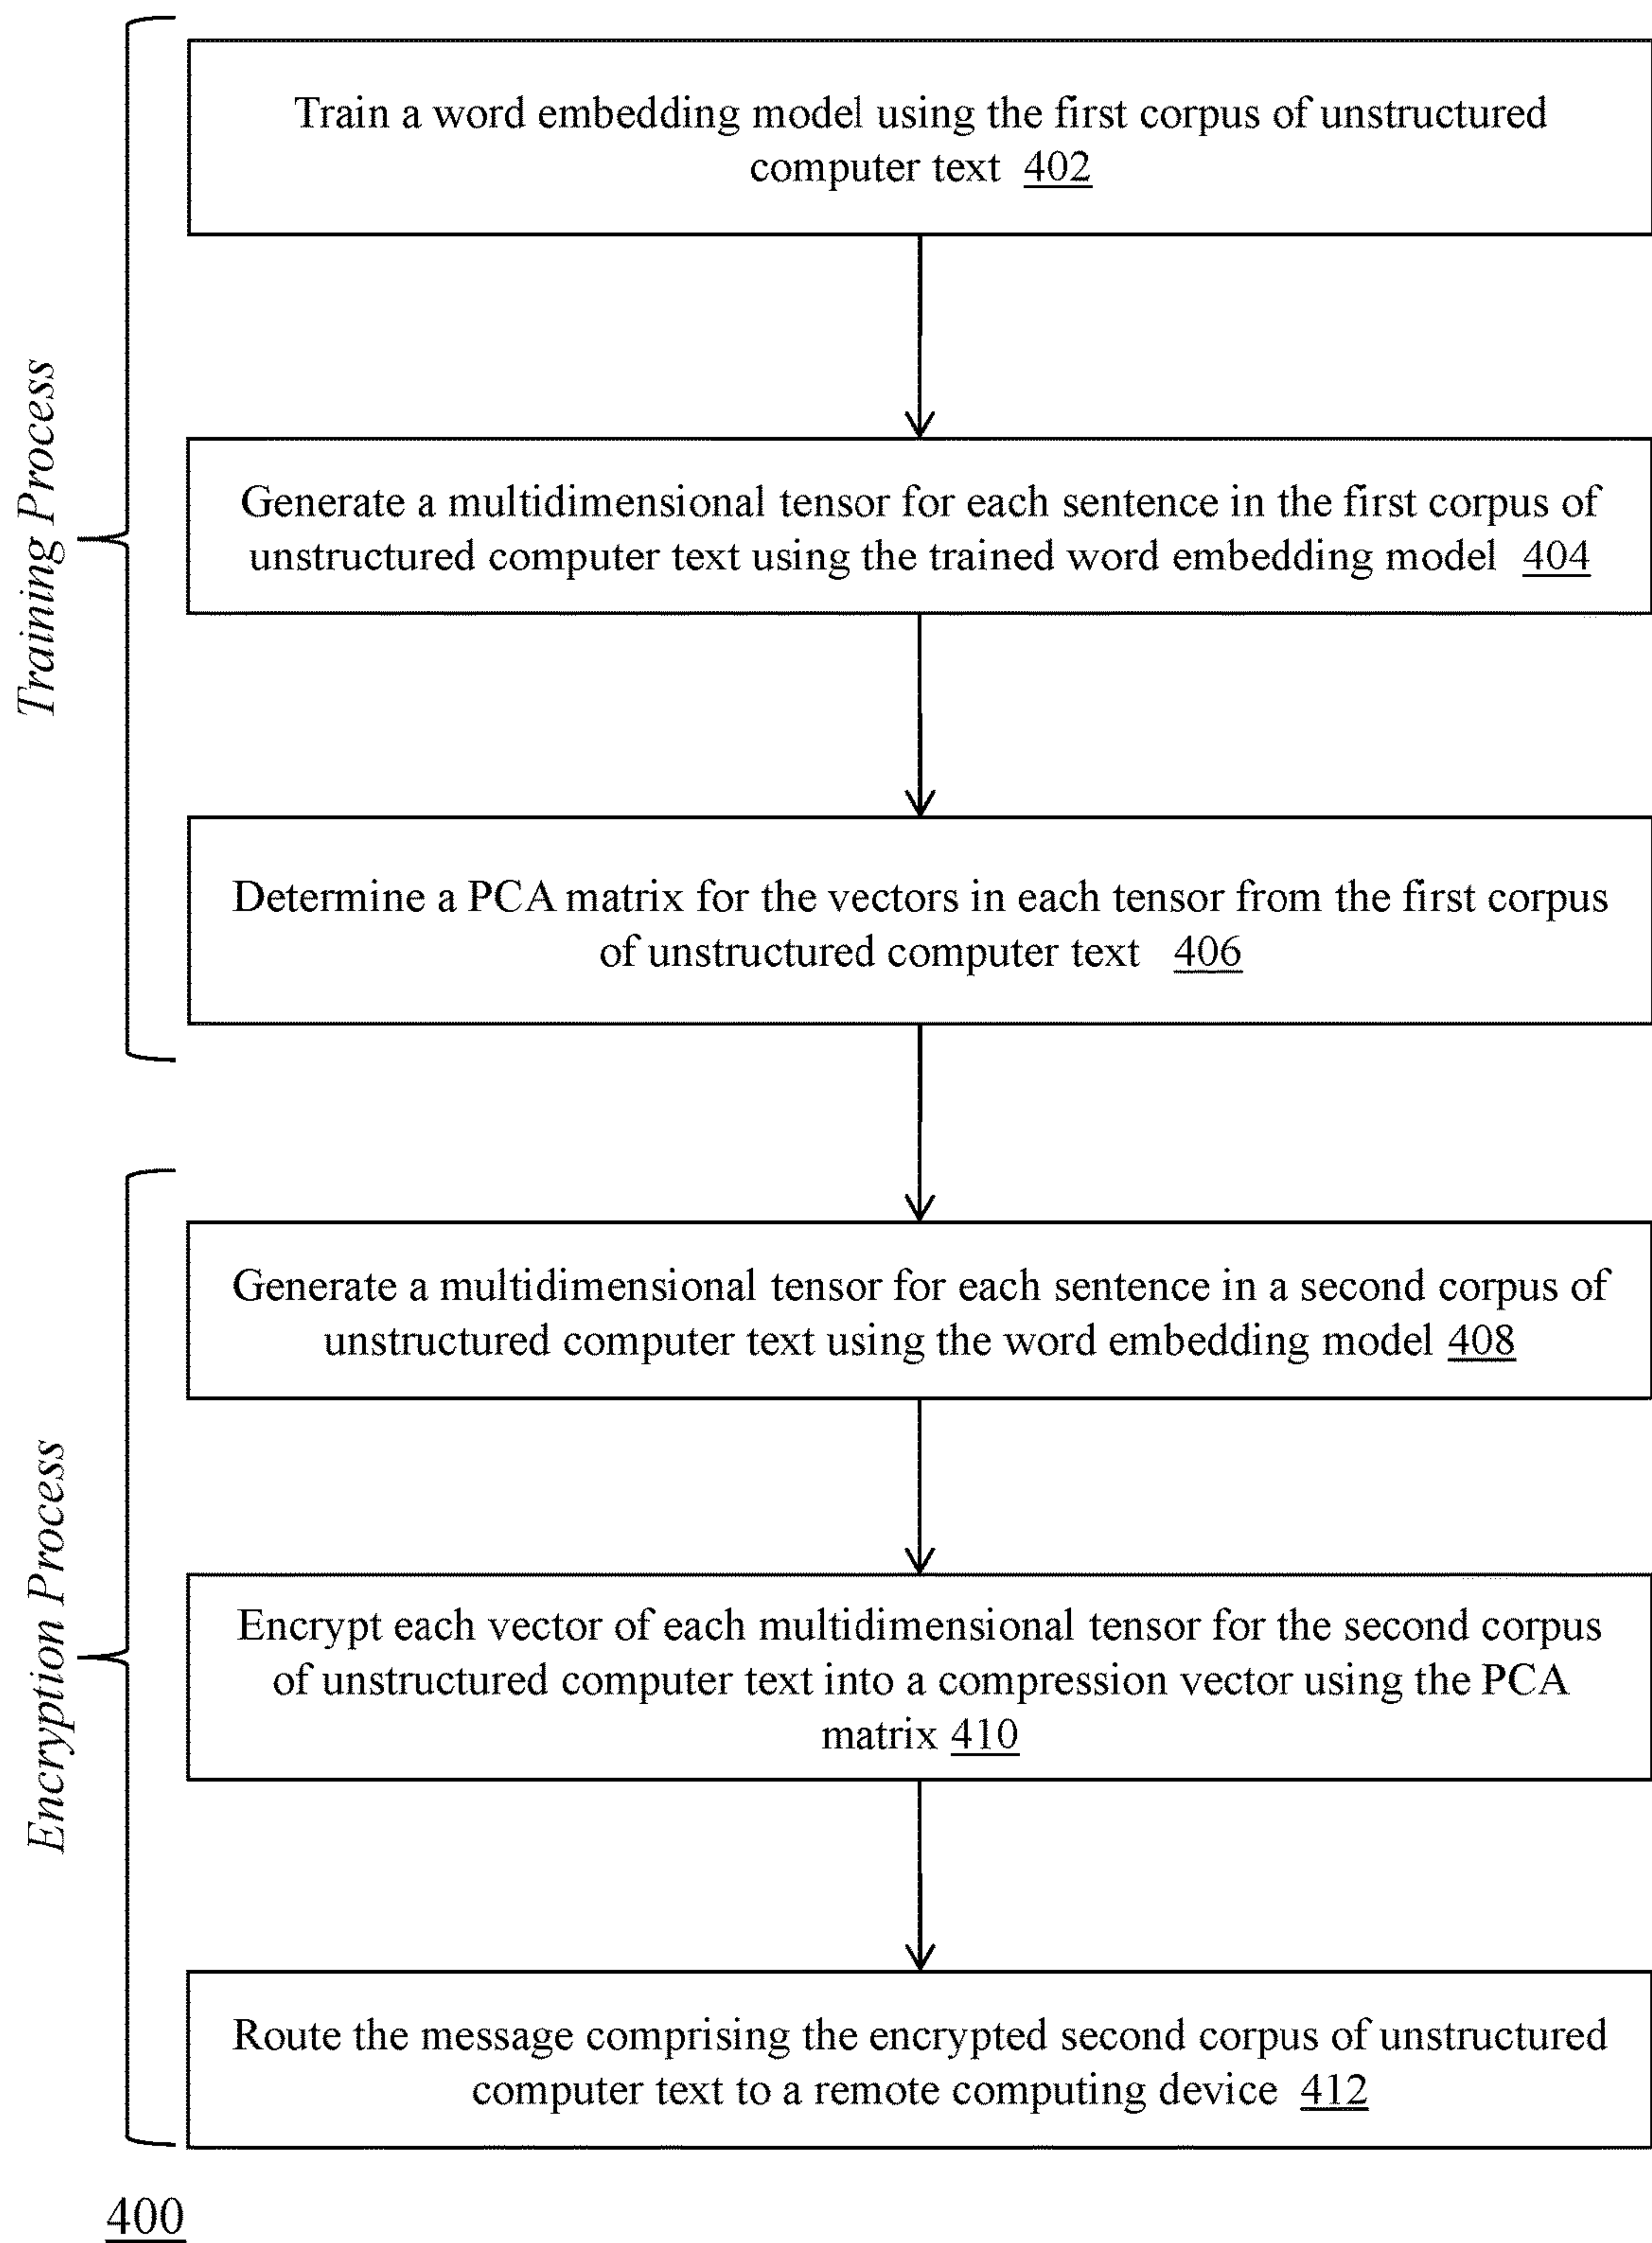 Training Process
Train a word embedding model using the first corpus of unstructured
computer text 402
Generate a multidimensional tensor for each sentence in the first corpus of
unstructured computer text using the trained word embedding model 404
Determine a PCA matrix for the vectors in each tensor from the first corpus
of unstructured computer text 406
Encryption Process
Generate a multidimensional tensor for each sentence in a second corpus of
unstructured computer text using the word embedding model 408
Encrypt each vector of each multidimensional tensor for the second corpus
of unstructured computer text into a compression vector using the PCA
matrix 410
Route the message comprising the encrypted second corpus of unstructured
computer text to a remote computing device 412
400